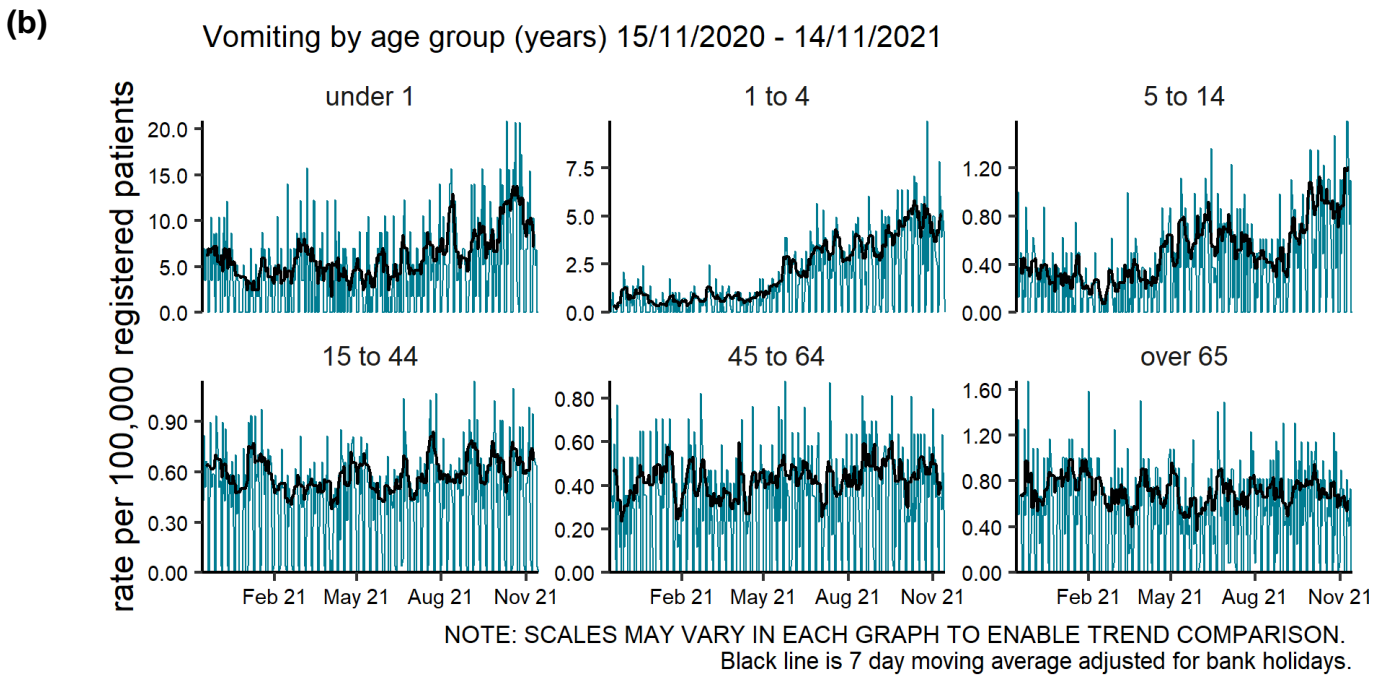 (b)
Vomiting by age group (years) 15/11/2020 - 14/11/2021
rate per 100,000 registered patients
under 1
1 to 4
5 to 14
20.0
15.0
10.0
5.0
0.0
7.5
5.0
2.5
0.0
1.20
0.80
0.40
0.00
15 to 44
45 to 64
over 65
0.90
0.60
0.30
0.00
0.80
0.60
0.40
0.20
0.00
1.60
1.20
0.80
0.40
0.00
Feb 21 May 21 Aug 21 Nov 21
Feb 21 May 21 Aug 21 Nov 21
Feb 21 May 21 Aug 21 Nov 21
NOTE: SCALES MAY VARY IN EACH GRAPH TO ENABLE TREND COMPARISON.
Black line is 7 day moving average adjusted for bank holidays.